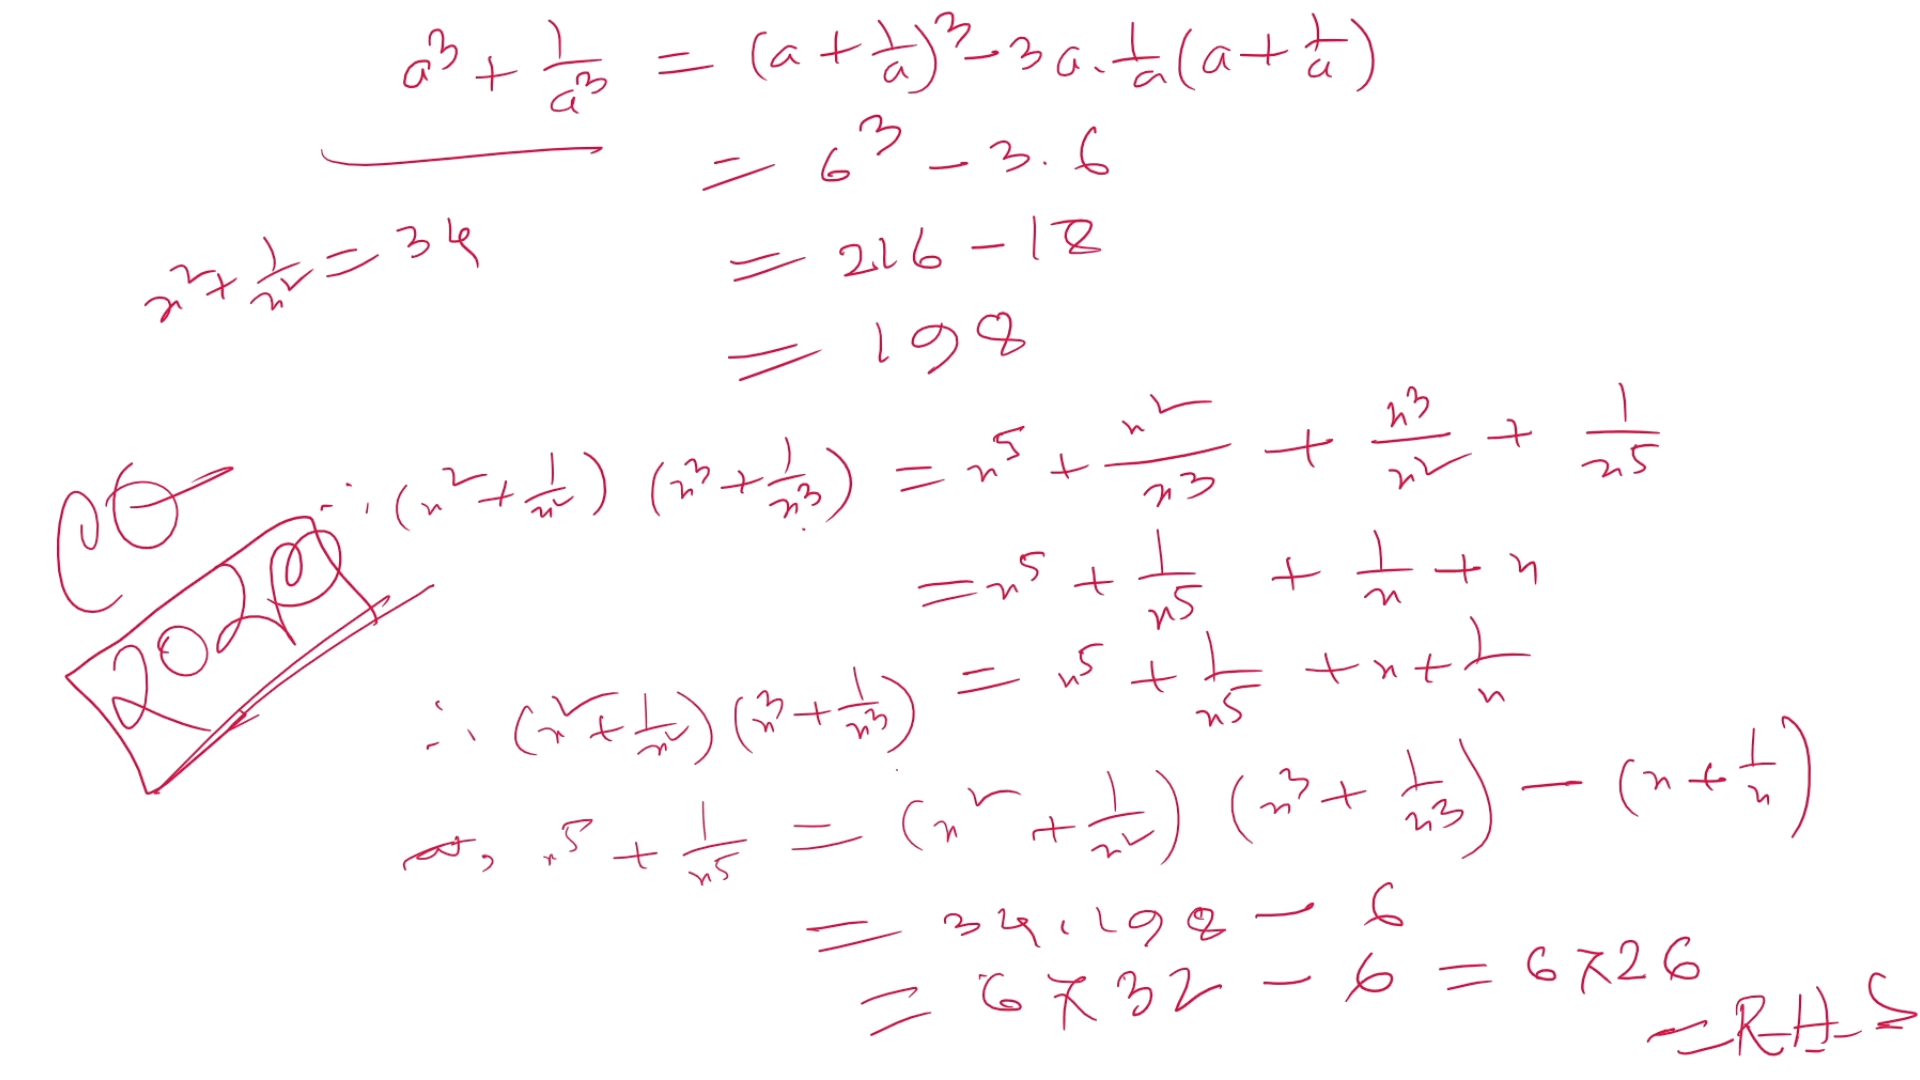 a³ + 1/a³ = (a + 1/a)³ - 3a · 1/a (a + 1/a)
= 6³ - 3 . 6
x² + 1/x² = 34
= 216 - 18
= 198
∴ (x² + 1/x²) (x³ + 1/x³) = x⁵ + x²/x³ + x³/x² + 1/x⁵
2020
= x⁵ + 1/x⁵ + 1/x + x
∴ (x² + 1/x²) (x³ + 1/x³) = x⁵ + 1/x⁵ + x + 1/x
x⁵ + 1/x⁵ = (x² + 1/x²) (x³ + 1/x³) - (x + 1/x)
= 34 . 198 - 6
= 6732 - 6 = 6726
= R.H.S